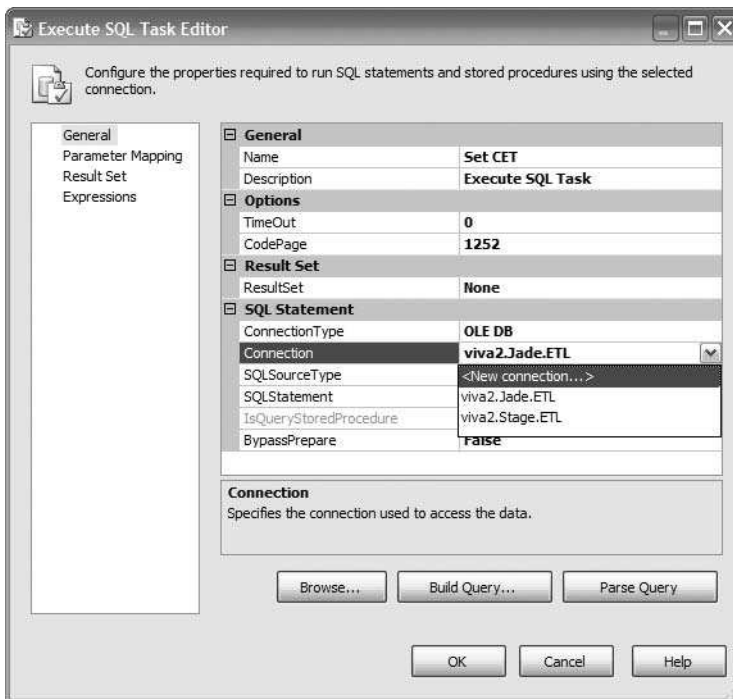 Execute SQL Task Editor
Configure the properties required to run SQL statements and stored procedures using the selected
connection.
General
Parameter Mapping
Result Set
Expressions
General
Name Set CET
Description Execute SQL Task
Options
TimeOut 0
CodePage 1252
Result Set
ResultSet None
SQL Statement
ConnectionType OLE DB
Connection viva2.Jade.ETL
SQLSourceType <New connection...>
SQLStatement viva2.Jade.ETL
IsQueryStoredProcedure viva2.Stage.ETL
BypassPrepare False
Connection
Specifies the connection used to access the data.
Browse... Build Query... Parse Query
OK Cancel Help